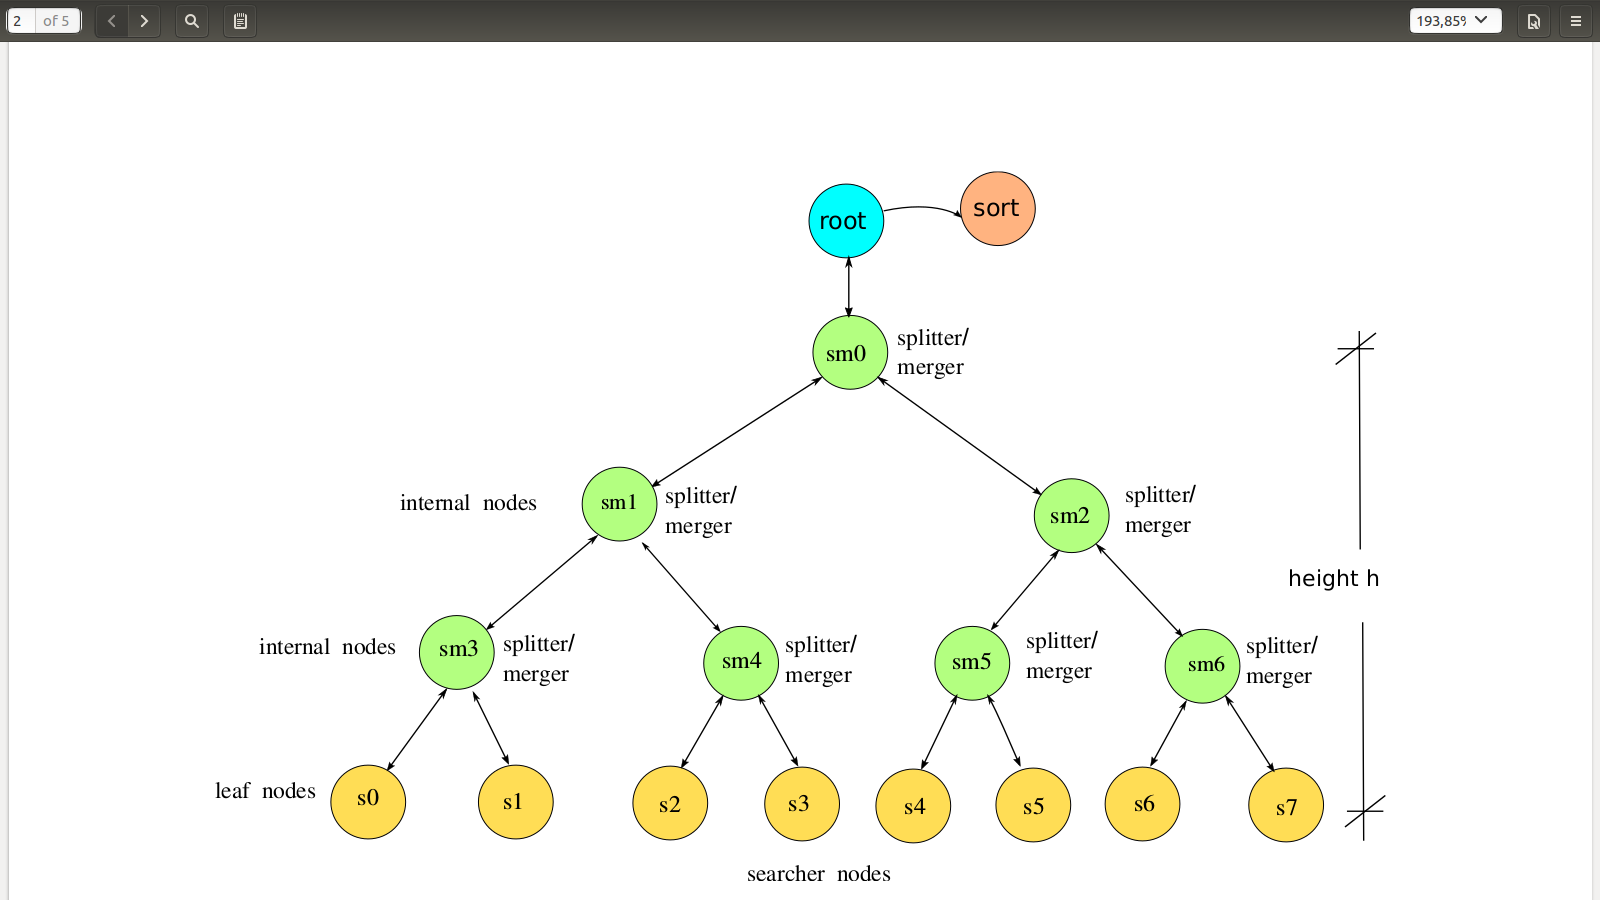 2 of 5
193,85%
root
sort
sm0
splitter/
merger
internal nodes
sm1
splitter/
merger
sm2
splitter/
merger
height h
internal nodes
sm3
splitter/
merger
sm4
splitter/
merger
sm5
splitter/
merger
sm6
splitter/
merger
leaf nodes
s0
s1
s2
s3
s4
s5
s6
s7
searcher nodes